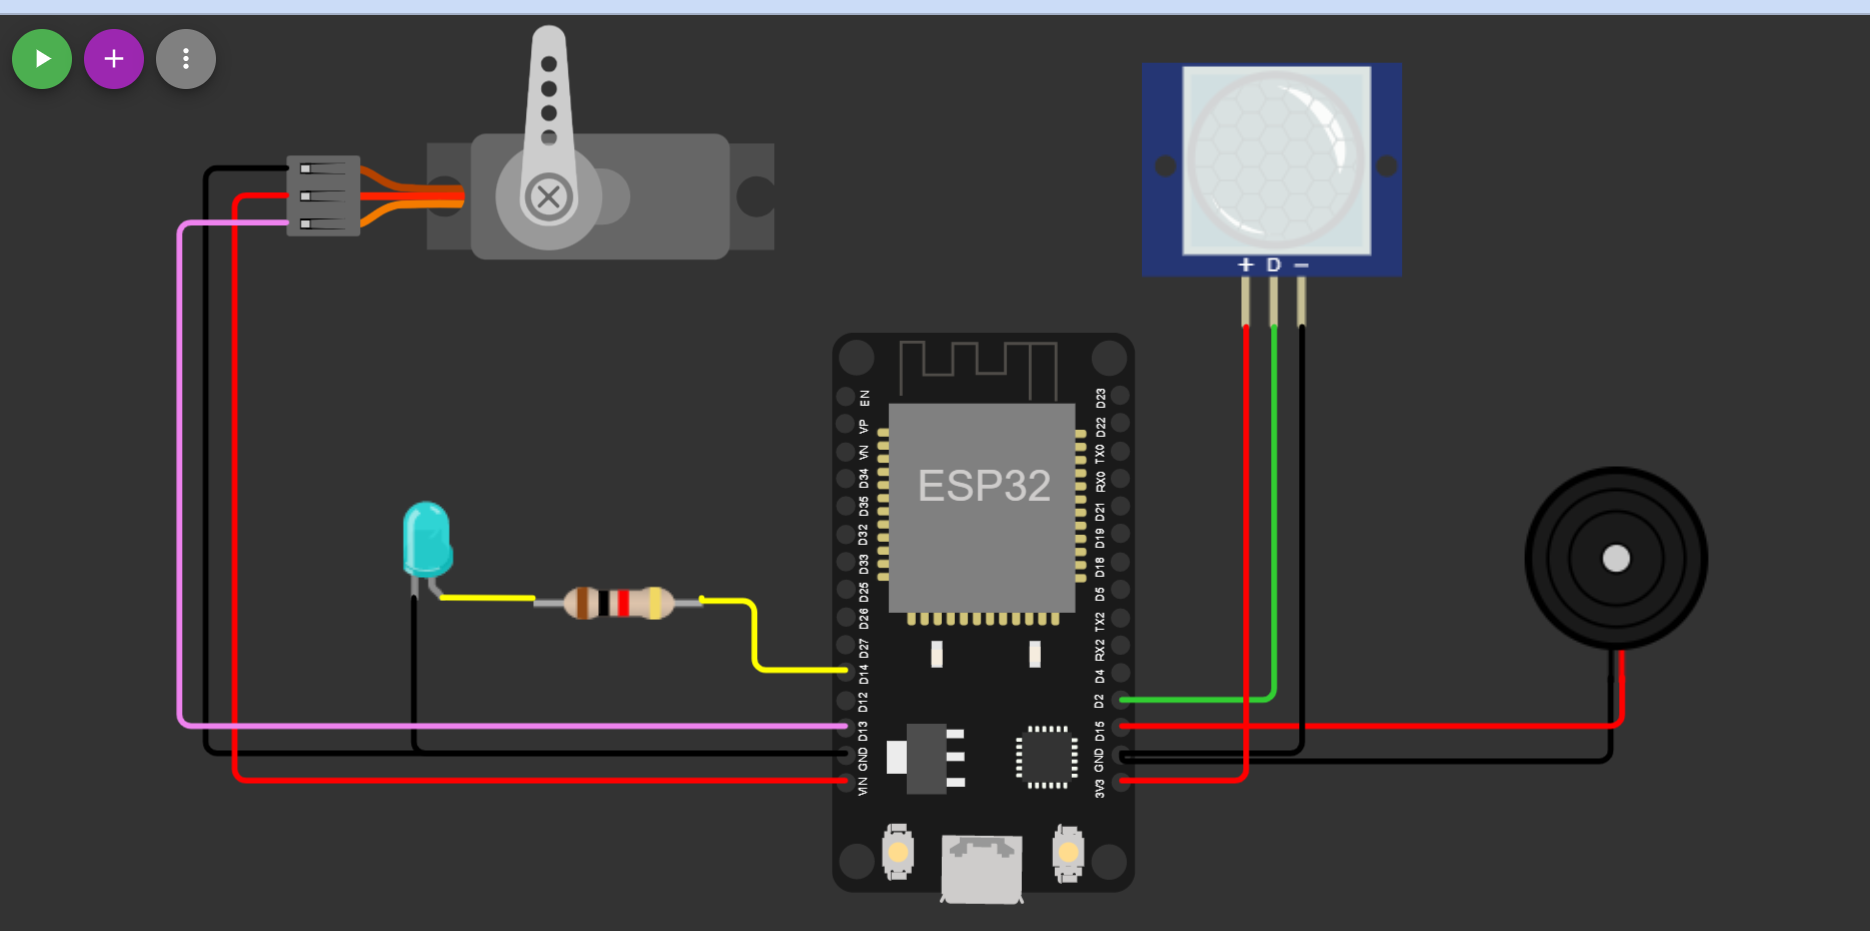 + D −
EN
VP
VN
D34
D35
D32
D33
D25
D26
D27
D14
D12
D13
GND
VIN
ESP32
D23
D22
TX0
RX0
D21
D19
D18
D5
TX2
RX2
D4
D2
D15
GND
3V3